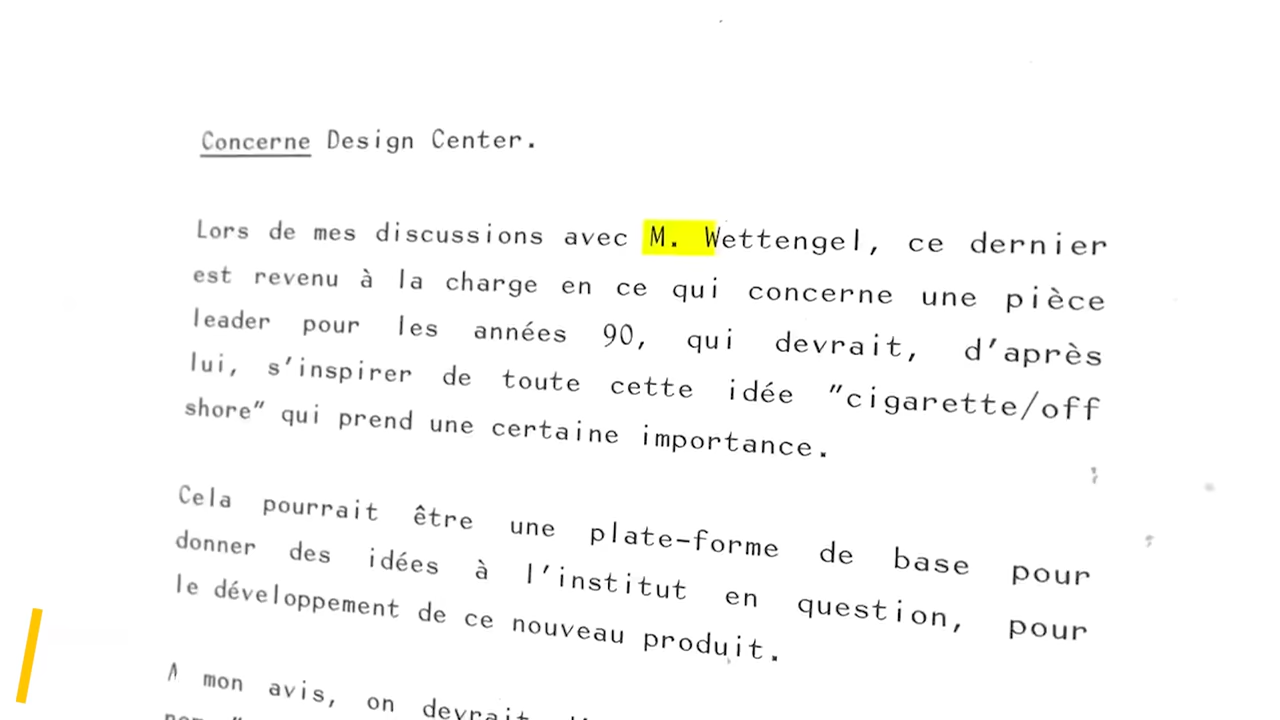 Concerne Design Center.
Lors de mes discussions avec M. Wettengel, ce dernier
est revenu à la charge en ce qui concerne une pièce
leader pour les années 90, qui devrait, d'après
lui, s'inspirer de toute cette idée "cigarette/off
shore" qui prend une certaine importance.
Cela pourrait être une plate-forme de base pour
donner des idées à l'institut en question, pour
le développement de ce nouveau produit.
A mon avis, on devrait